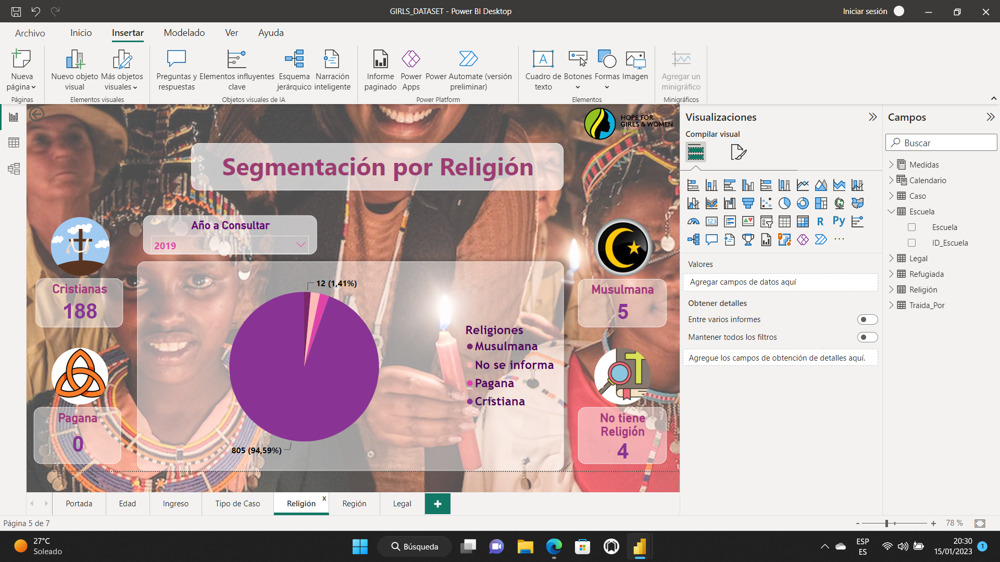 GIRLS_DATASET - Power BI Desktop
Iniciar sesión
Archivo
Inicio
Insertar
Modelado
Ver
Ayuda
Nueva
página
Páginas
Nuevo objeto
visual
Más objetos
visuales
Elementos visuales
Preguntas y
respuestas
Elementos influyentes
clave
Esquema
jerárquico
Narración
inteligente
Objetos visuales de IA
Informe
paginado
Power
Apps
Power Automate (versión
preliminar)
Power Platform
Cuadro de
texto
Botones
Formas
Imagen
Elementos
Agregar un
minigráfico
Minigráficos
HOPE FOR
GIRLS & WOMEN
Segmentación por Religión
Año a Consultar
2019
Cristianas
188
Pagana
0
12 (1,41%)
805 (94,59%)
Religiones
Musulmana
No se informa
Pagana
Cristiana
Musulmana
5
T
No tiene
Religión
4
Visualizaciones
Compilar visual
123
R
Py
Valores
Agregar campos de datos aquí
Obtener detalles
Entre varios informes
Mantener todos los filtros
Agregue los campos de obtención de detalles aquí.
Campos
Buscar
Medidas
Calendario
Caso
Escuela
Escuela
ID_Escuela
Legal
Refugiada
Religión
Traida_Por
Portada
Edad
Ingreso
Tipo de Caso
Religión
x
Región
Legal
Página 5 de 7
- + 78 %
27°C
Soleado
Búsqueda
ESP
ES
20:30
15/01/2023
1